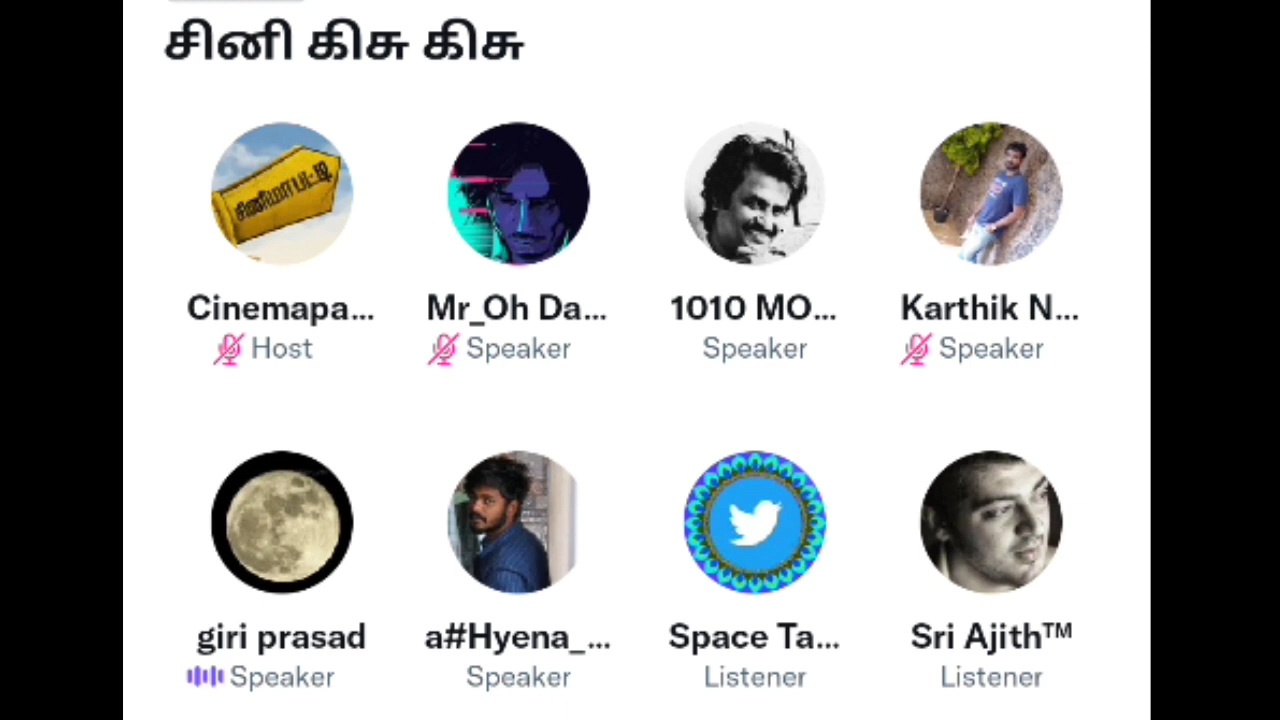 சினி கிசு கிசு
சினிமாபட்டி
Cinemapa... Mr_Oh Da... 1010 MO... Karthik N...
Host Speaker Speaker Speaker
giri prasad a#Hyena_... Space Ta... Sri Ajith™
Speaker Speaker Listener Listener